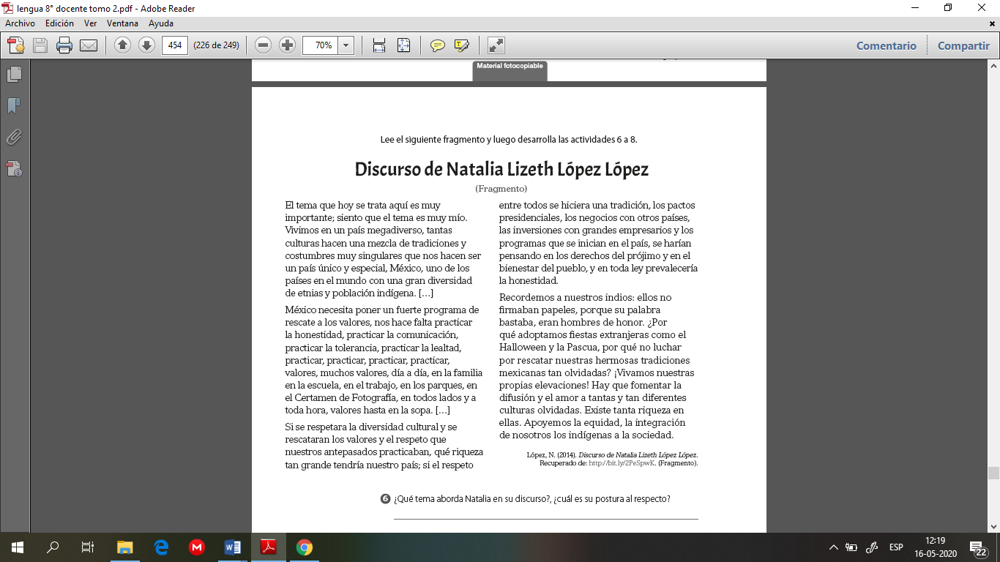 lengua 8° docente tomo 2.pdf - Adobe Reader
Archivo Edición Ver Ventana Ayuda
454 (226 de 249) 70% Comentario Compartir
Material fotocopiable
Lee el siguiente fragmento y luego desarrolla las actividades 6 a 8.
Discurso de Natalia Lizeth López López
(Fragmento)
El tema que hoy se trata aquí es muy
importante; siento que el tema es muy mío.
Vivimos en un país megadiverso, tantas
culturas hacen una mezcla de tradiciones y
costumbres muy singulares que nos hacen ser
un país único y especial, México, uno de los
países en el mundo con una gran diversidad
de etnias y población indígena. [...]
México necesita poner un fuerte programa de
rescate a los valores, nos hace falta practicar
la honestidad, practicar la comunicación,
practicar la tolerancia, practicar la lealtad,
practicar, practicar, practicar, practicar,
valores, muchos valores, día a día, en la familia
en la escuela, en el trabajo, en los parques, en
el Certamen de Fotografía, en todos lados y a
toda hora, valores hasta en la sopa. [...]
Si se respetara la diversidad cultural y se
rescataran los valores y el respeto que
nuestros antepasados practicaban, qué riqueza
tan grande tendría nuestro país; si el respeto
entre todos se hiciera una tradición, los pactos
presidenciales, los negocios con otros países,
las inversiones con grandes empresarios y los
programas que se inician en el país, se harían
pensando en los derechos del prójimo y en el
bienestar del pueblo, y en toda ley prevalecería
la honestidad.
Recordemos a nuestros indios: ellos no
firmaban papeles, porque su palabra
bastaba, eran hombres de honor. ¿Por
qué adoptamos fiestas extranjeras como el
Halloween y la Pascua, por qué no luchar
por rescatar nuestras hermosas tradiciones
mexicanas tan olvidadas? ¡Vivamos nuestras
propias elevaciones! Hay que fomentar la
difusión y el amor a tantas y tan diferentes
culturas olvidadas. Existe tanta riqueza en
ellas. Apoyemos la equidad, la integración
de nosotros los indígenas a la sociedad.
López, N. (2014). Discurso de Natalia Lizeth López López.
Recuperado de: http://bit.ly/2PeSpwK. (Fragmento).
6 ¿Qué tema aborda Natalia en su discurso?, ¿cuál es su postura al respecto?
ESP 12:19
16-05-2020 22